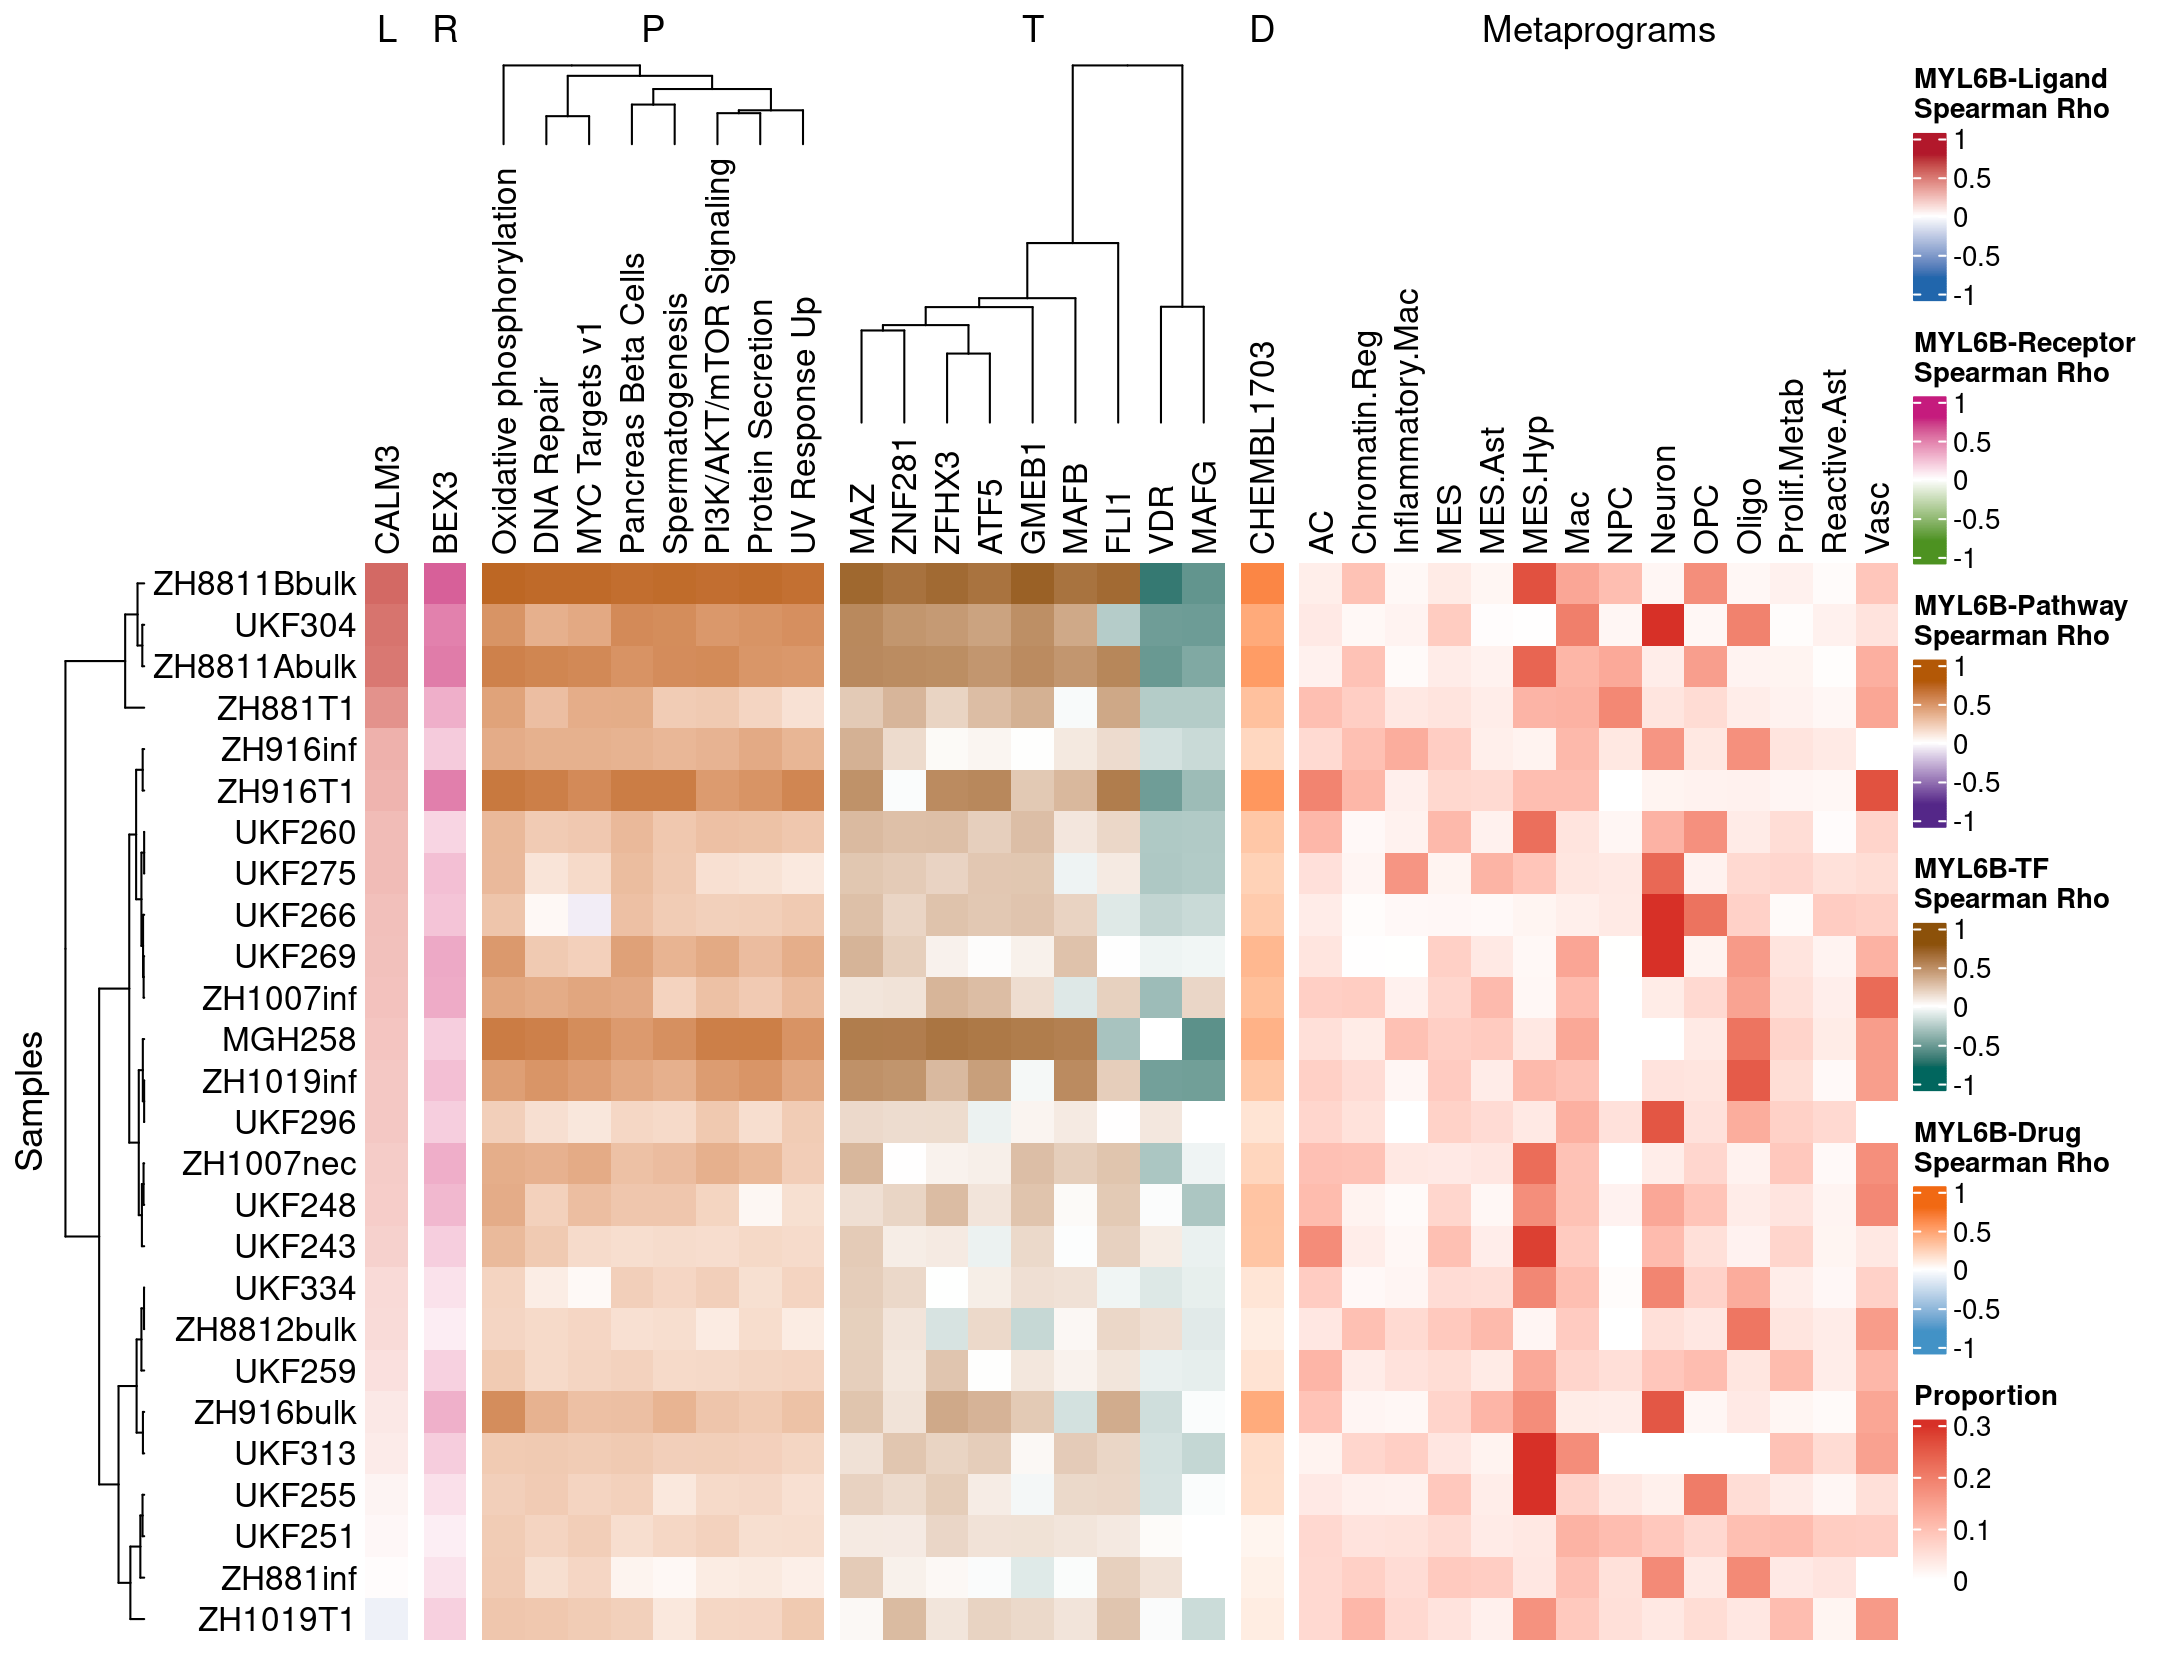 L R P T D Metaprograms
CALM3
BEX3
Oxidative phosphorylation
DNA Repair
MYC Targets v1
Pancreas Beta Cells
Spermatogenesis
PI3K/AKT/mTOR Signaling
Protein Secretion
UV Response Up
MAZ
ZNF281
ZFHX3
ATF5
GMEB1
MAFB
FLI1
VDR
MAFG
CHEMBL1703
AC
Chromatin.Reg
Inflammatory.Mac
MES
MES.Ast
MES.Hyp
Mac
NPC
Neuron
OPC
Oligo
Prolif.Metab
Reactive.Ast
Vasc
Samples
ZH8811Bbulk
UKF304
ZH8811Abulk
ZH881T1
ZH916inf
ZH916T1
UKF260
UKF275
UKF266
UKF269
ZH1007inf
MGH258
ZH1019inf
UKF296
ZH1007nec
UKF248
UKF243
UKF334
ZH8812bulk
UKF259
ZH916bulk
UKF313
UKF255
UKF251
ZH881inf
ZH1019T1
MYL6B-Ligand
Spearman Rho
1
0.5
0
-0.5
-1
MYL6B-Receptor
Spearman Rho
1
0.5
0
-0.5
-1
MYL6B-Pathway
Spearman Rho
1
0.5
0
-0.5
-1
MYL6B-TF
Spearman Rho
1
0.5
0
-0.5
-1
MYL6B-Drug
Spearman Rho
1
0.5
0
-0.5
-1
Proportion
0.3
0.2
0.1
0